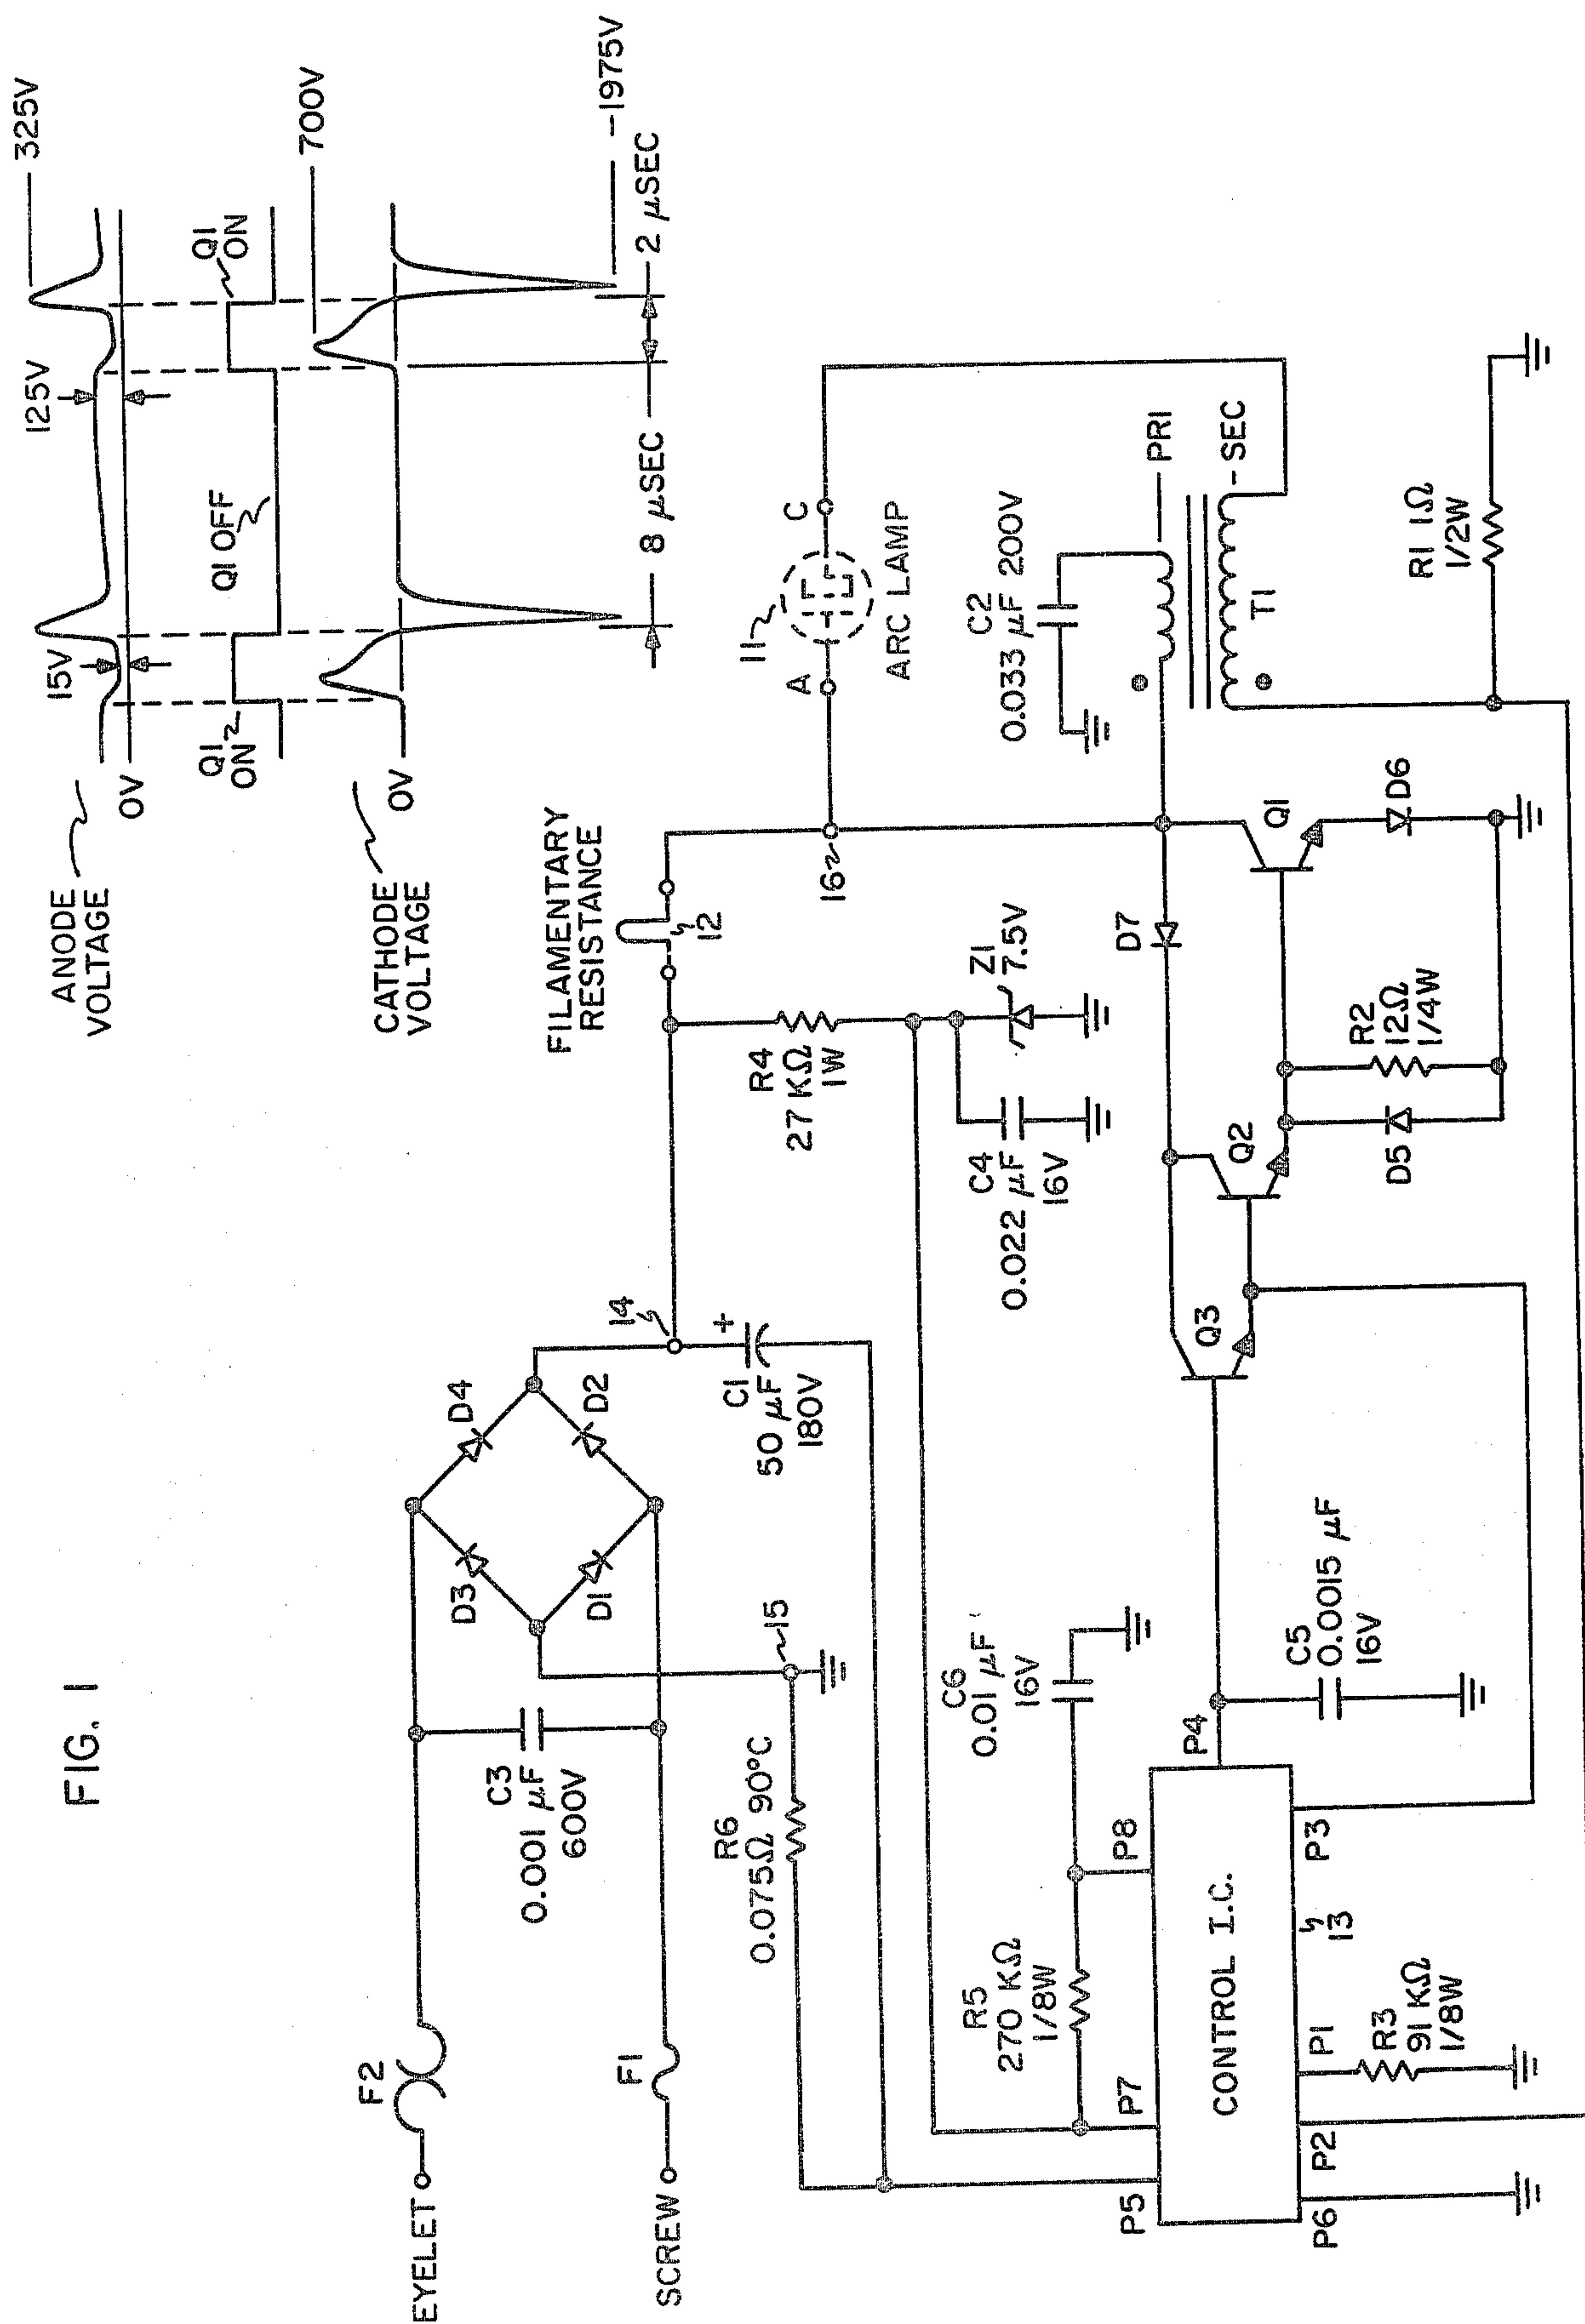 FIG. 1
ANODE
VOLTAGE
0V
15V
125V
325V
Q1
ON
Q1 OFF
Q1
ON
CATHODE
VOLTAGE
0V
700V
-1975V
8 μSEC
2 μSEC
EYELET
F2
SCREW
F1
C3
0.001 μF
600V
D3
D4
D1
D2
14
+
C1
50 μF
180V
15
R6
0.075Ω 90°C
FILAMENTARY
RESISTANCE
12
R4
27 KΩ
1W
C4
0.022 μF
16V
Z1
7.5V
16
11
A
C
ARC LAMP
C2
0.033 μF 200V
PRI
SEC
T1
R1 1Ω
1/2W
D7
Q1
D6
Q2
Q3
D5
R2
12Ω
1/4W
C6
0.01 μF
16V
R5
270 KΩ
1/8W
P5
P7
P8
P4
C5
0.0015 μF
16V
CONTROL I.C.
P6
P2
P1
13
P3
R3
91 KΩ
1/8W